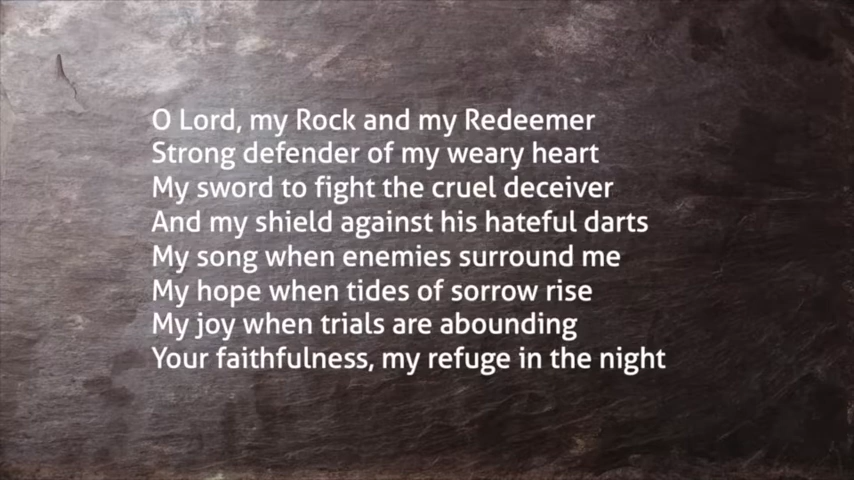 O Lord, my Rock and my Redeemer
Strong defender of my weary heart
My sword to fight the cruel deceiver
And my shield against his hateful darts
My song when enemies surround me
My hope when tides of sorrow rise
My joy when trials are abounding
Your faithfulness, my refuge in the night